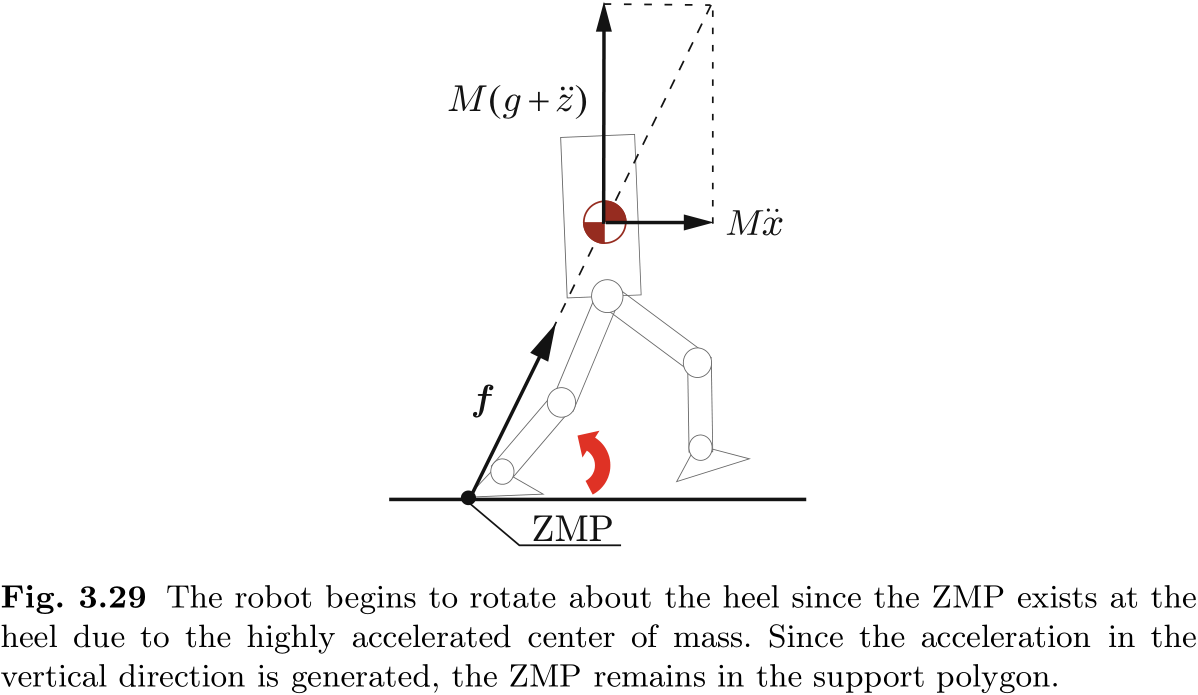 M(g + z̈)
Mẍ
f
ZMP
Fig. 3.29 The robot begins to rotate about the heel since the ZMP exists at the
heel due to the highly accelerated center of mass. Since the acceleration in the
vertical direction is generated, the ZMP remains in the support polygon.